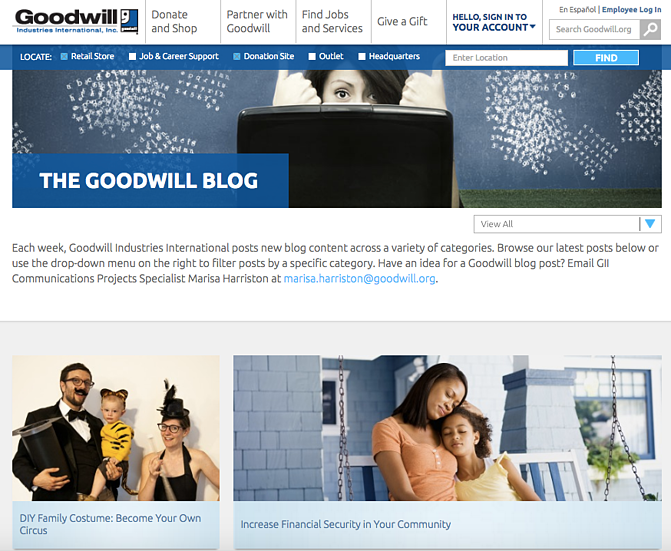 Goodwill
Industries International, Inc.
Donate
and Shop
Partner with
Goodwill
Find Jobs
and Services
Give a Gift
HELLO, SIGN IN TO
YOUR ACCOUNT
En Español | Employee Log In
Search Goodwill.org
LOCATE:
Retail Store
Job & Career Support
Donation Site
Outlet
Headquarters
Enter Location
FIND
THE GOODWILL BLOG
View All
Each week, Goodwill Industries International posts new blog content across a variety of categories. Browse our latest posts below or
use the drop-down menu on the right to filter posts by a specific category. Have an idea for a Goodwill blog post? Email GII
Communications Projects Specialist Marisa Harriston at marisa.harriston@goodwill.org.
DIY Family Costume: Become Your Own
Circus
Increase Financial Security in Your Community